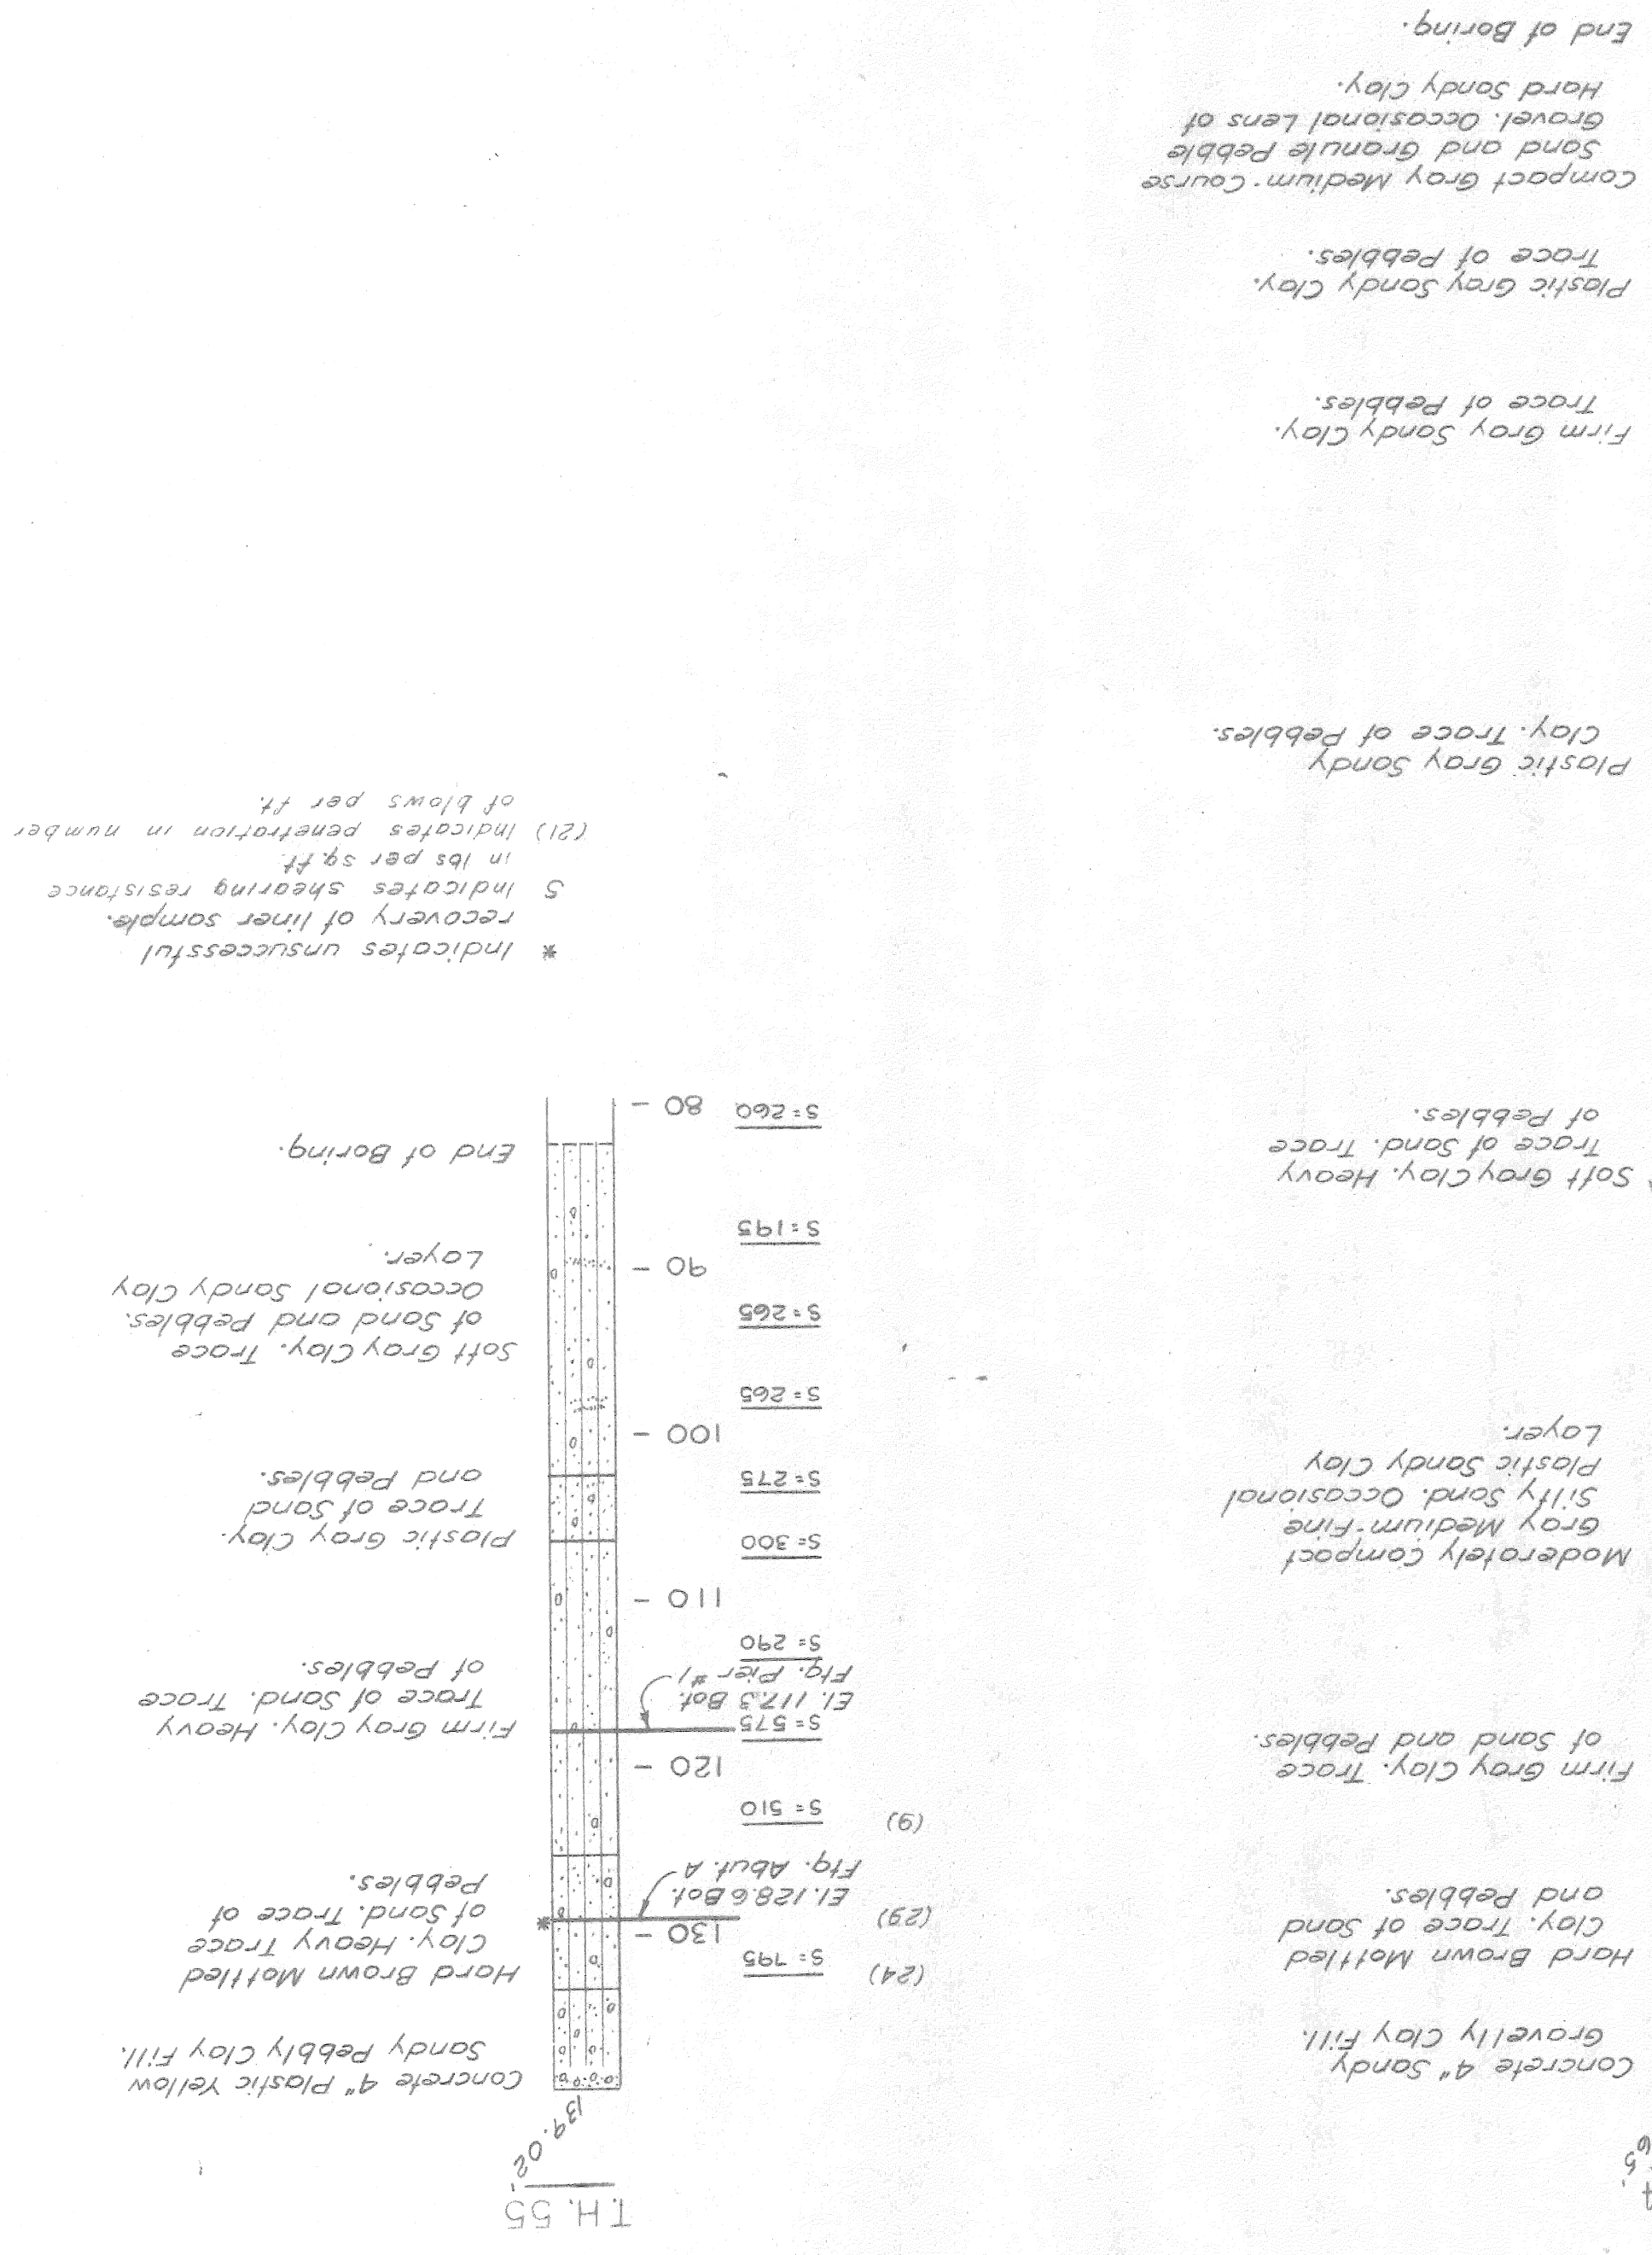 Concrete 4" Sandy
Gravelly Clay Fill.
Hard Brown Mottled
Clay. Trace of Sand
and Pebbles.
Firm Gray Clay. Trace
of Sand and Pebbles.
Moderately Compact
Gray Medium-Fine
Silty Sand. Occasional
Plastic Sandy Clay
Layer.
Soft Gray Clay. Heavy
Trace of Sand. Trace
of Pebbles.
Plastic Gray Sandy
Clay. Trace of Pebbles.
Firm Gray Sandy Clay.
Trace of Pebbles.
Plastic Gray Sandy Clay.
Trace of Pebbles.
Compact Gray Medium-Course
Sand and Granule Pebble
Gravel. Occasional Lens of
Hard Sandy Clay.
End of Boring.
T.H. 55
139.02
(24)
(29)
(9)
S= 795
130 -
El. 128.6 Bot.
Ftg. Abut. A
S= 510
120 -
S= 575
El. 117.3 Bot.
Ftg. Pier #1
S= 290
110 -
S= 300
S= 275
100 -
S= 265
S= 265
90 -
S= 195
S= 260
80 -
*
Concrete 4" Plastic Yellow
Sandy Pebbly Clay Fill.
Hard Brown Mottled
Clay. Heavy Trace
of Sand. Trace of
Pebbles.
Firm Gray Clay. Heavy
Trace of Sand. Trace
of Pebbles.
Plastic Gray Clay.
Trace of Sand
and Pebbles.
Soft Gray Clay. Trace
of Sand and Pebbles.
Occasional Sandy Clay
Layer.
End of Boring.
* Indicates unsuccessful
recovery of liner sample.
S Indicates shearing resistance
in lbs per sq.ft.
(21) Indicates penetration in number
of blows per ft.